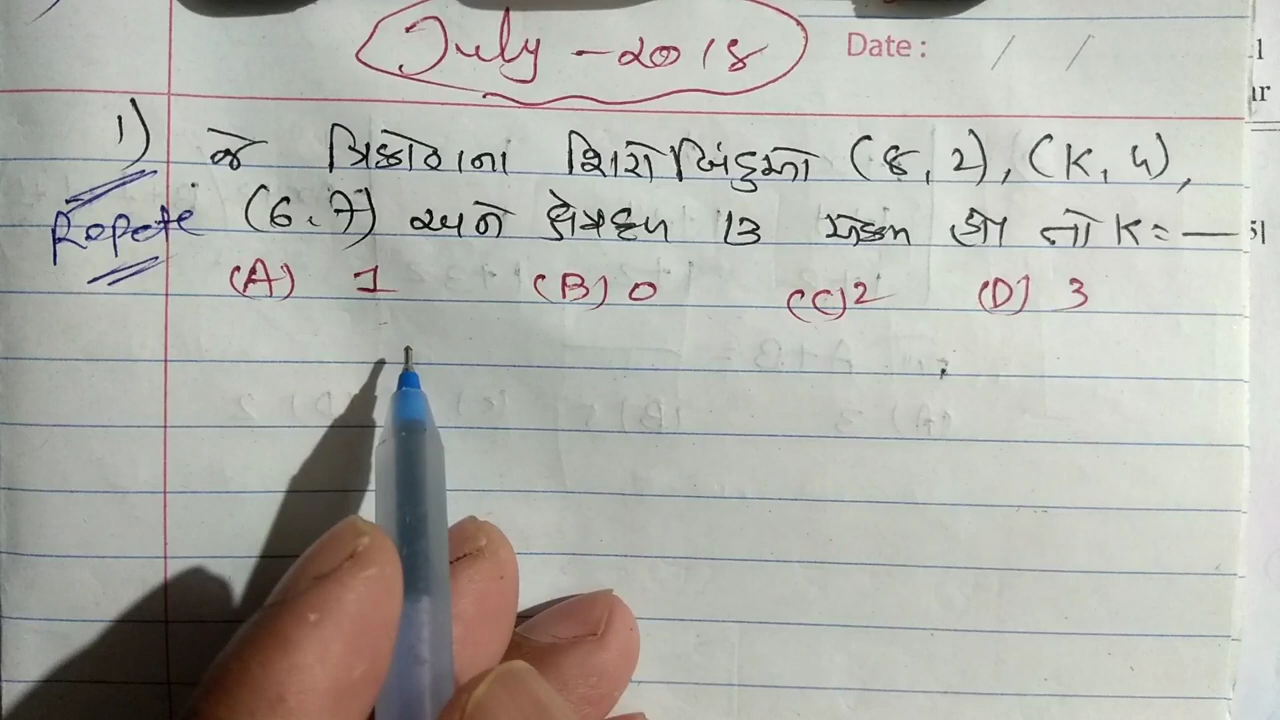 July - 2018
Date : / /
1) જે ત્રિકોણના શિરોબિંદુઓ (8, 2), (K, 4),
Repete (6, 7) અને ક્ષેત્રફળ 13 એકમ હોય તો K = —
(A) 1 (B) 0 (C) 2 (D) 3